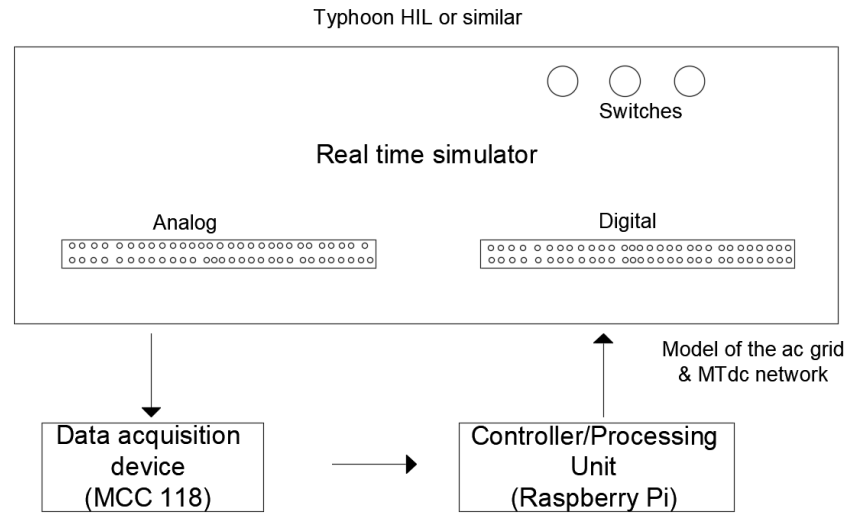 Typhoon HIL or similar
Switches
Real time simulator
Analog
Digital
Model of the ac grid
& MTdc network
Data acquisition
device
(MCC 118)
Controller/Processing
Unit
(Raspberry Pi)